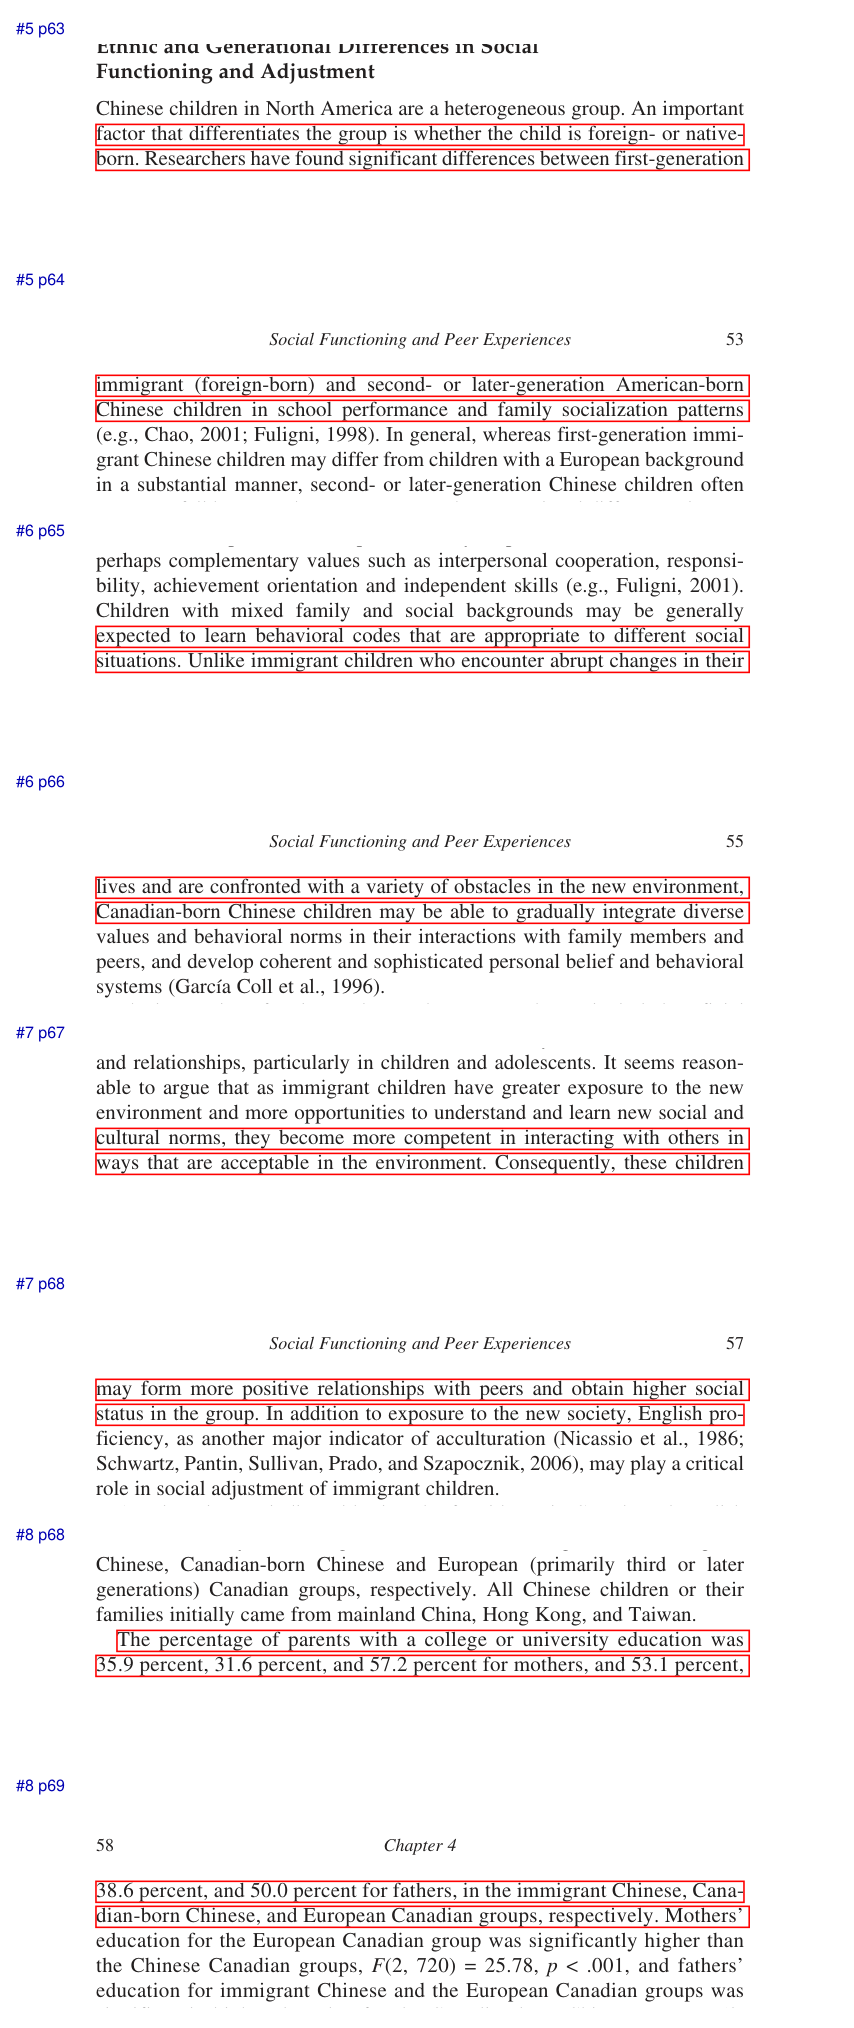 #5 p63
Ethnic and Generational Differences in Social
Functioning and Adjustment
Chinese children in North America are a heterogeneous group. An important
factor that differentiates the group is whether the child is foreign- or native-
born. Researchers have found significant differences between first-generation
#5 p64
Social Functioning and Peer Experiences 53
immigrant (foreign-born) and second- or later-generation American-born
Chinese children in school performance and family socialization patterns
(e.g., Chao, 2001; Fuligni, 1998). In general, whereas first-generation immi-
grant Chinese children may differ from children with a European background
in a substantial manner, second- or later-generation Chinese children often
#6 p65
perhaps complementary values such as interpersonal cooperation, responsi-
bility, achievement orientation and independent skills (e.g., Fuligni, 2001).
Children with mixed family and social backgrounds may be generally
expected to learn behavioral codes that are appropriate to different social
situations. Unlike immigrant children who encounter abrupt changes in their
#6 p66
Social Functioning and Peer Experiences 55
lives and are confronted with a variety of obstacles in the new environment,
Canadian-born Chinese children may be able to gradually integrate diverse
values and behavioral norms in their interactions with family members and
peers, and develop coherent and sophisticated personal belief and behavioral
systems (García Coll et al., 1996).
#7 p67
and relationships, particularly in children and adolescents. It seems reason-
able to argue that as immigrant children have greater exposure to the new
environment and more opportunities to understand and learn new social and
cultural norms, they become more competent in interacting with others in
ways that are acceptable in the environment. Consequently, these children
#7 p68
Social Functioning and Peer Experiences 57
may form more positive relationships with peers and obtain higher social
status in the group. In addition to exposure to the new society, English pro-
ficiency, as another major indicator of acculturation (Nicassio et al., 1986;
Schwartz, Pantin, Sullivan, Prado, and Szapocznik, 2006), may play a critical
role in social adjustment of immigrant children.
#8 p68
Chinese, Canadian-born Chinese and European (primarily third or later
generations) Canadian groups, respectively. All Chinese children or their
families initially came from mainland China, Hong Kong, and Taiwan.
The percentage of parents with a college or university education was
35.9 percent, 31.6 percent, and 57.2 percent for mothers, and 53.1 percent,
#8 p69
58 Chapter 4
38.6 percent, and 50.0 percent for fathers, in the immigrant Chinese, Cana-
dian-born Chinese, and European Canadian groups, respectively. Mothers'
education for the European Canadian group was significantly higher than
the Chinese Canadian groups, F(2, 720) = 25.78, p < .001, and fathers'
education for immigrant Chinese and the European Canadian groups was